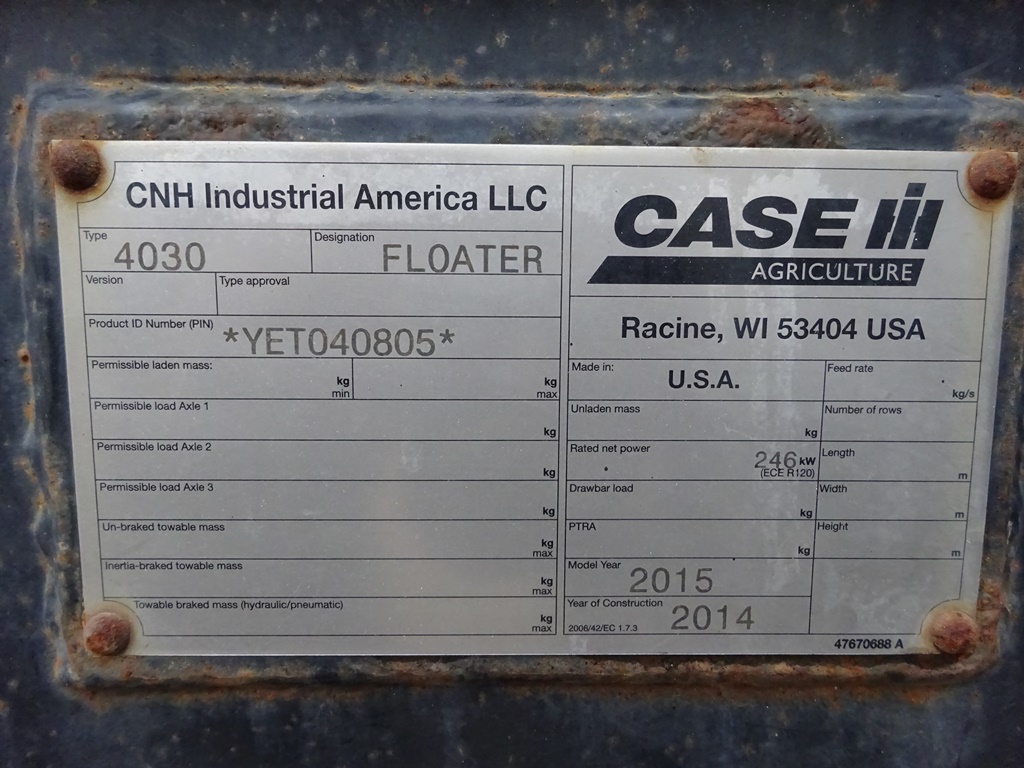 CNH Industrial America LLC
Type
4030
Designation
FLOATER
Version
Type approval
Product ID Number (PIN)
*YET040805*
Permissible laden mass:
kg
min
kg
max
Permissible load Axle 1
kg
Permissible load Axle 2
kg
Permissible load Axle 3
kg
Un-braked towable mass
kg
max
Inertia-braked towable mass
kg
max
Towable braked mass (hydraulic/pneumatic)
kg
max
CASE IH
AGRICULTURE
Racine, WI 53404 USA
Made in:
U.S.A.
Feed rate
kg/s
Unladen mass
kg
Number of rows
Rated net power
246 kW
(ECE R120)
Length
m
Drawbar load
kg
Width
m
PTRA
kg
Height
m
Model Year
2015
Year of Construction
2014
2006/42/EC 1.7.3
47670688 A